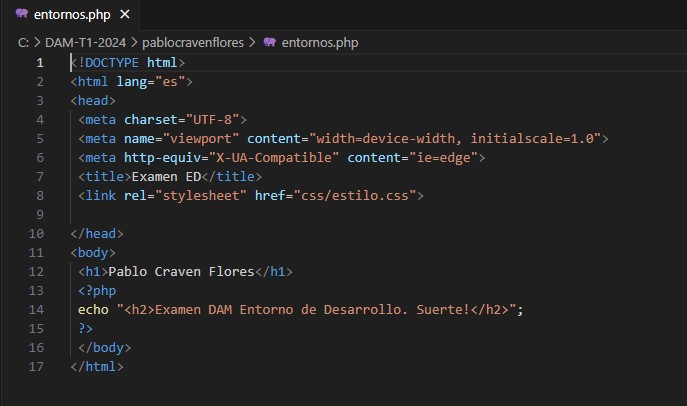 entornos.php
C: > DAM-T1-2024 > pablocravenflores > entornos.php
1 <!DOCTYPE html>
2 <html lang="es">
3 <head>
4 <meta charset="UTF-8">
5 <meta name="viewport" content="width=device-width, initialscale=1.0">
6 <meta http-equiv="X-UA-Compatible" content="ie=edge">
7 <title>Examen ED</title>
8 <link rel="stylesheet" href="css/estilo.css">
9
10 </head>
11 <body>
12 <h1>Pablo Craven Flores</h1>
13 <?php
14 echo "<h2>Examen DAM Entorno de Desarrollo. Suerte!</h2>";
15 ?>
16 </body>
17 </html>